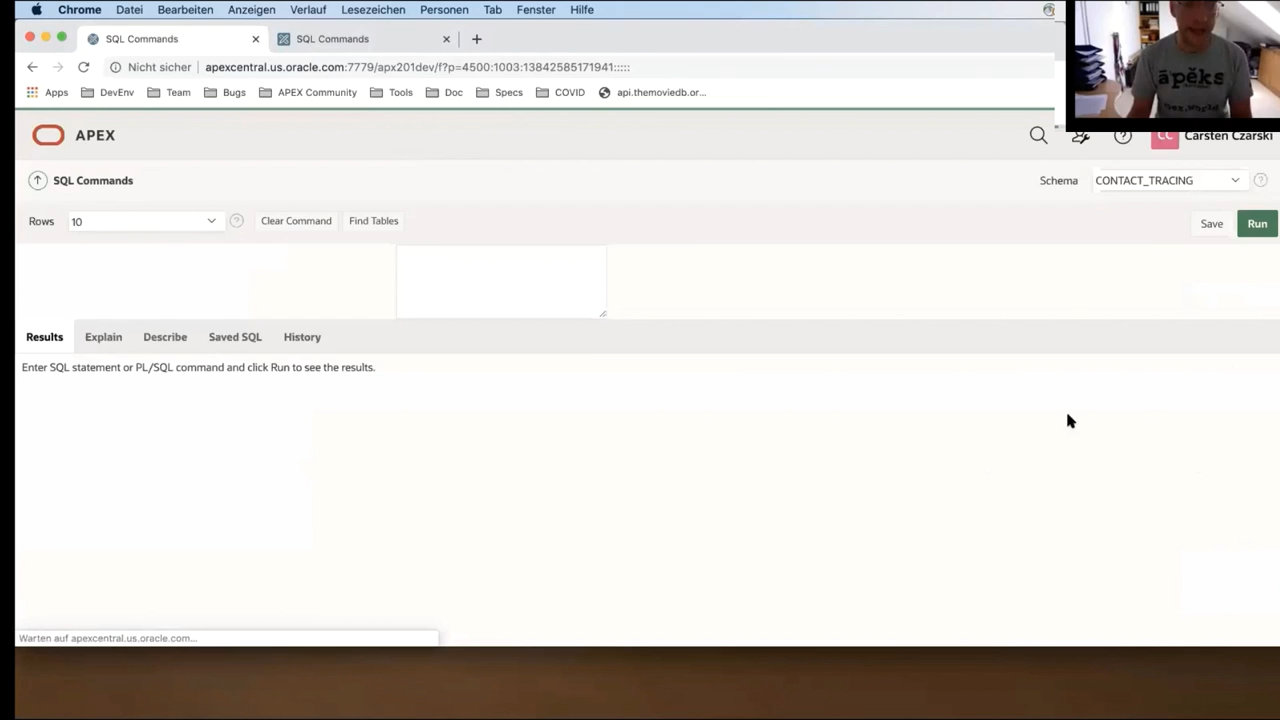 Chrome Datei Bearbeiten Anzeigen Verlauf Lesezeichen Personen Tab Fenster Hilfe
SQL Commands SQL Commands
Nicht sicher apexcentral.us.oracle.com:7779/apx201dev/f?p=4500:1003:13842585171941:::::
Apps DevEnv Team Bugs APEX Community Tools Doc Specs COVID api.themoviedb.or...
āpěks
APEX
Carsten Czarski
SQL Commands Schema CONTACT_TRACING
Rows 10 Clear Command Find Tables Save Run
Results Explain Describe Saved SQL History
Enter SQL statement or PL/SQL command and click Run to see the results.
Warten auf apexcentral.us.oracle.com...